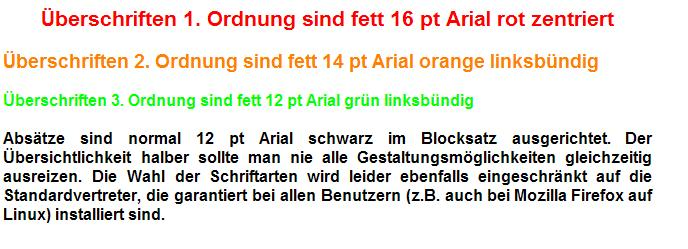 Überschriften 1. Ordnung sind fett 16 pt Arial rot zentriert
Überschriften 2. Ordnung sind fett 14 pt Arial orange linksbündig
Überschriften 3. Ordnung sind fett 12 pt Arial grün linksbündig
Absätze sind normal 12 pt Arial schwarz im Blocksatz ausgerichtet. Der
Übersichtlichkeit halber sollte man nie alle Gestaltungsmöglichkeiten gleichzeitig
ausreizen. Die Wahl der Schriftarten wird leider ebenfalls eingeschränkt auf die
Standardvertreter, die garantiert bei allen Benutzern (z.B. auch bei Mozilla Firefox auf
Linux) installiert sind.